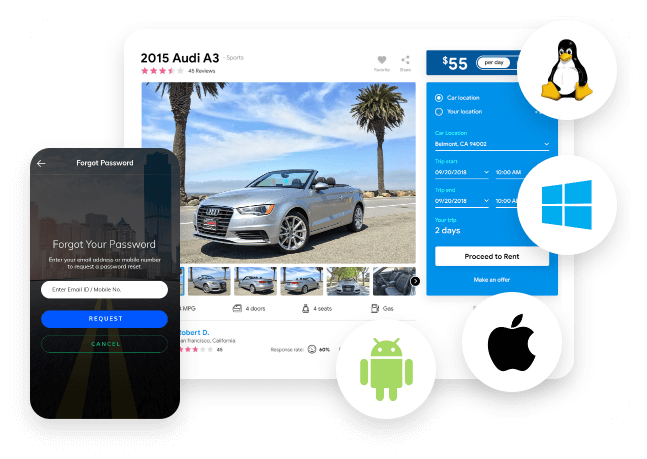 2015 Audi A3 · Sports
45 Reviews
Favorite
Share
$55
per day
Car location
Your location
Car Location
Belmont, CA 94002
Trip start
09/20/2018
10:00 AM
Trip end
09/20/2018
10:00 AM
Your trip
2 days
Proceed to Rent
Make an offer
MPG
4 doors
4 seats
Gas
Robert D.
an francisco, California
45
Response rate:
60%
Forgot Password
Forgot Your Password
Enter your email address or mobile number
to request a password reset.
Enter Email ID / Mobile No.
REQUEST
CANCEL